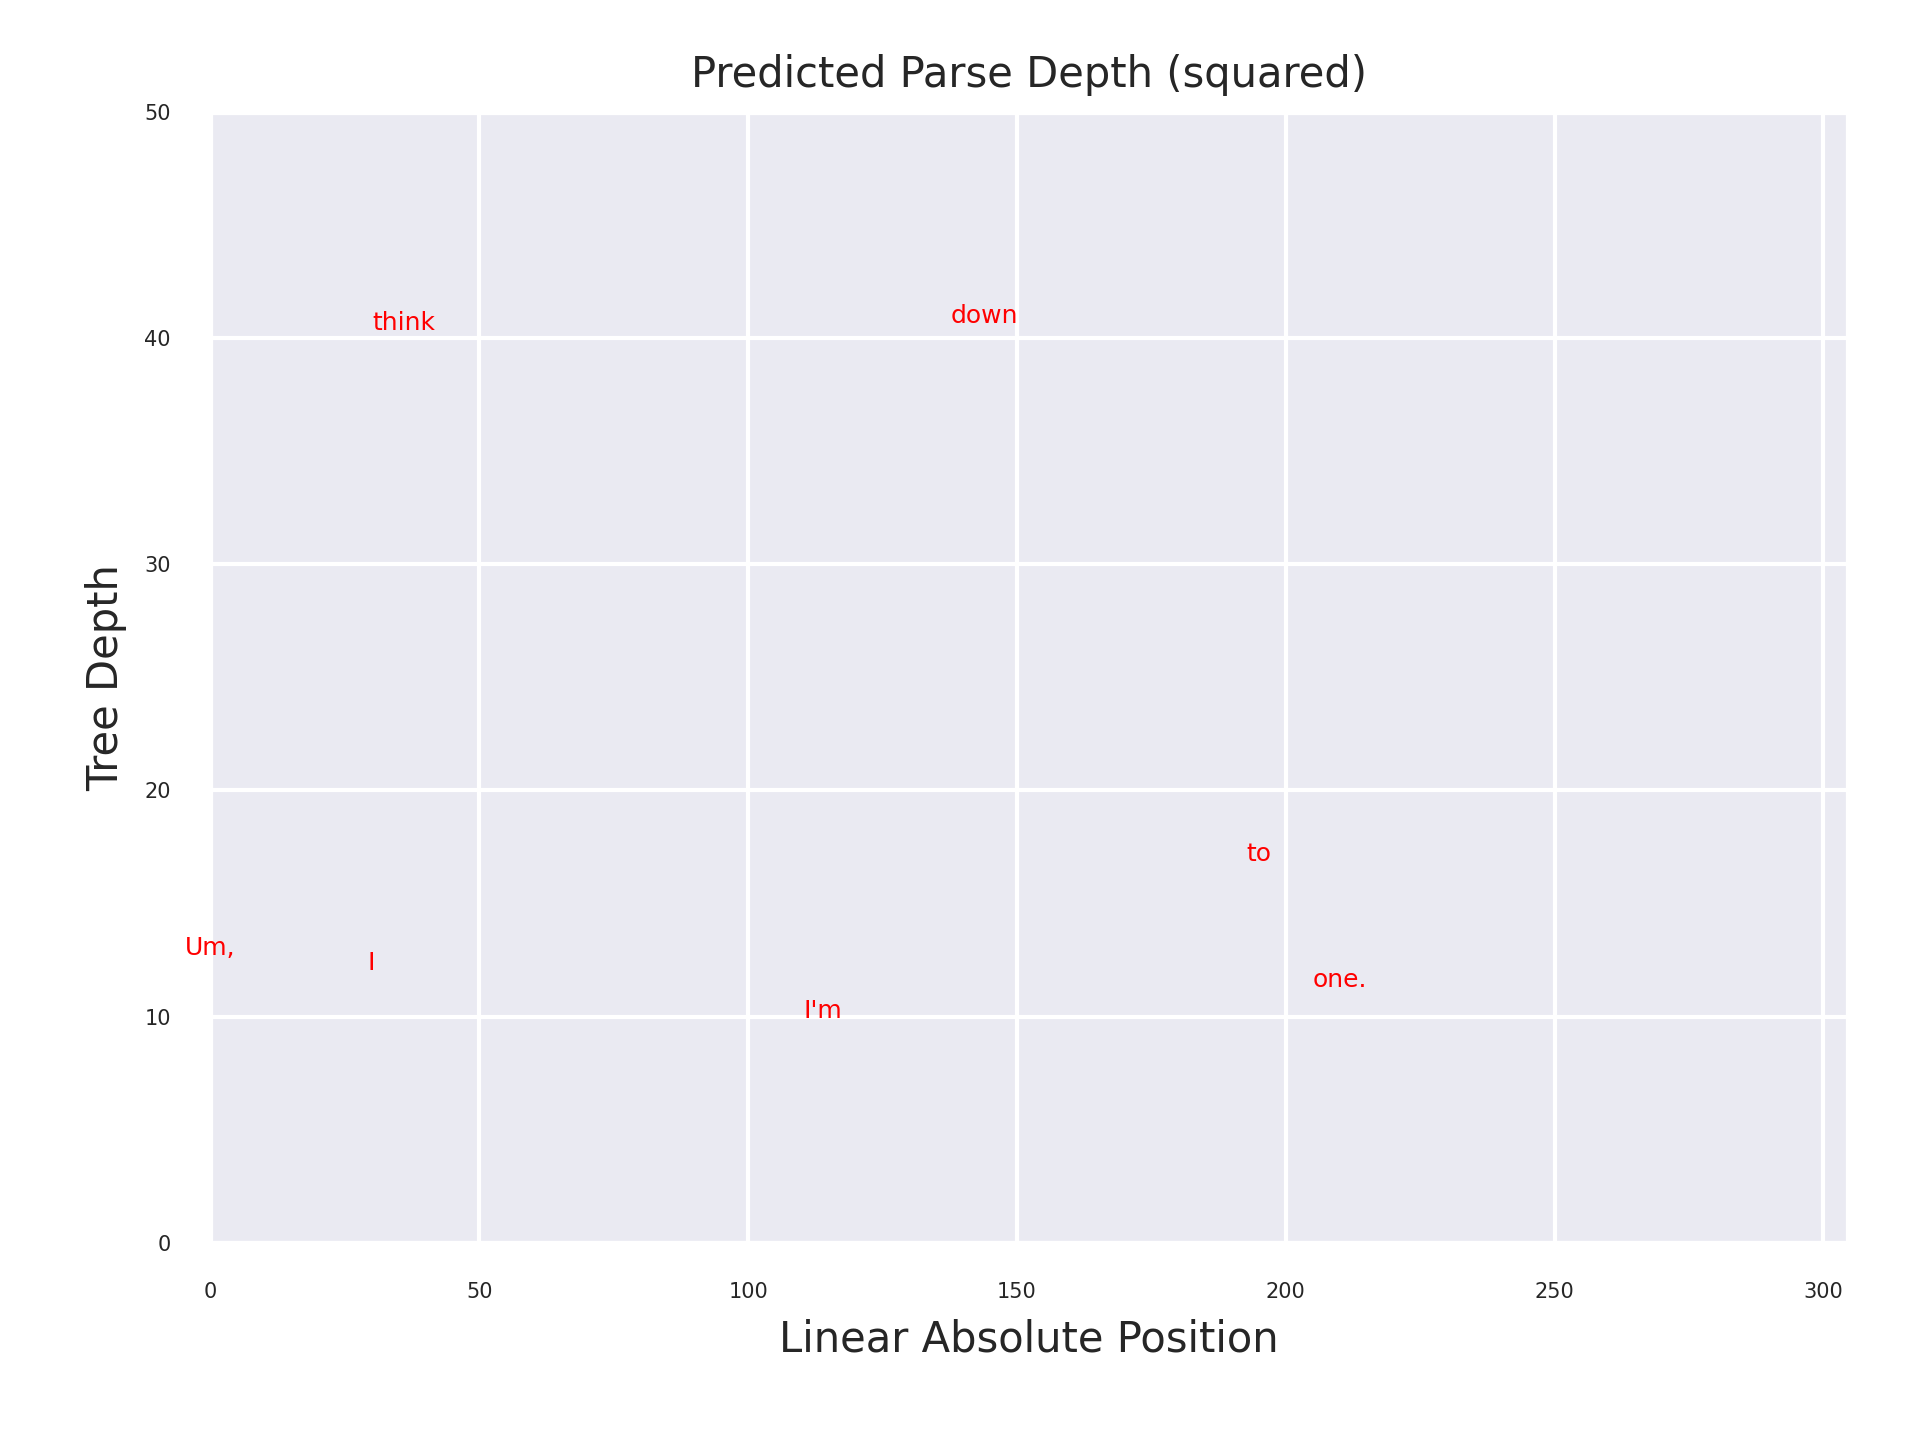 Predicted Parse Depth (squared)
50
think
down
40
30
Tree Depth
20
to
Um,
I
one.
I'm
10
0
0 50 100 150 200 250 300
Linear Absolute Position